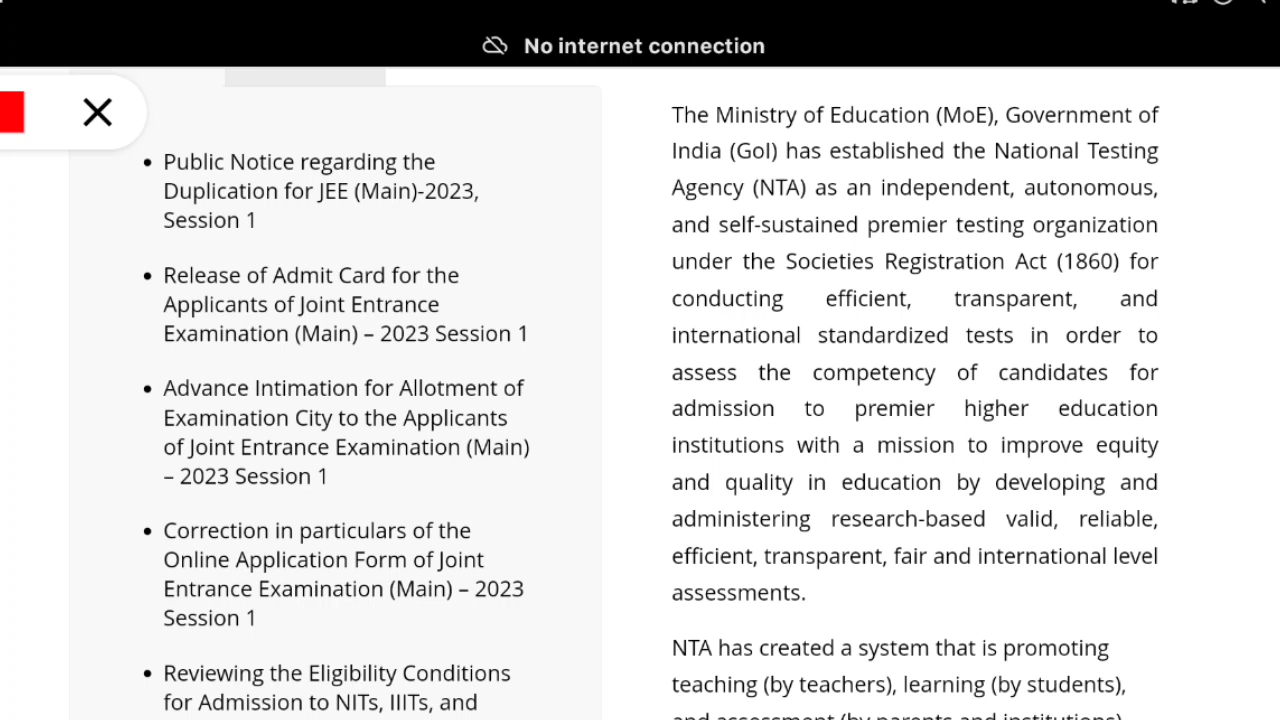 No internet connection
Public Notice regarding the
Duplication for JEE (Main)-2023,
Session 1
Release of Admit Card for the
Applicants of Joint Entrance
Examination (Main) – 2023 Session 1
Advance Intimation for Allotment of
Examination City to the Applicants
of Joint Entrance Examination (Main)
– 2023 Session 1
Correction in particulars of the
Online Application Form of Joint
Entrance Examination (Main) – 2023
Session 1
Reviewing the Eligibility Conditions
for Admission to NITs, IIITs, and
The Ministry of Education (MoE), Government of
India (GoI) has established the National Testing
Agency (NTA) as an independent, autonomous,
and self-sustained premier testing organization
under the Societies Registration Act (1860) for
conducting efficient, transparent, and
international standardized tests in order to
assess the competency of candidates for
admission to premier higher education
institutions with a mission to improve equity
and quality in education by developing and
administering research-based valid, reliable,
efficient, transparent, fair and international level
assessments.
NTA has created a system that is promoting
teaching (by teachers), learning (by students),
and assessment (by parents and institutions).